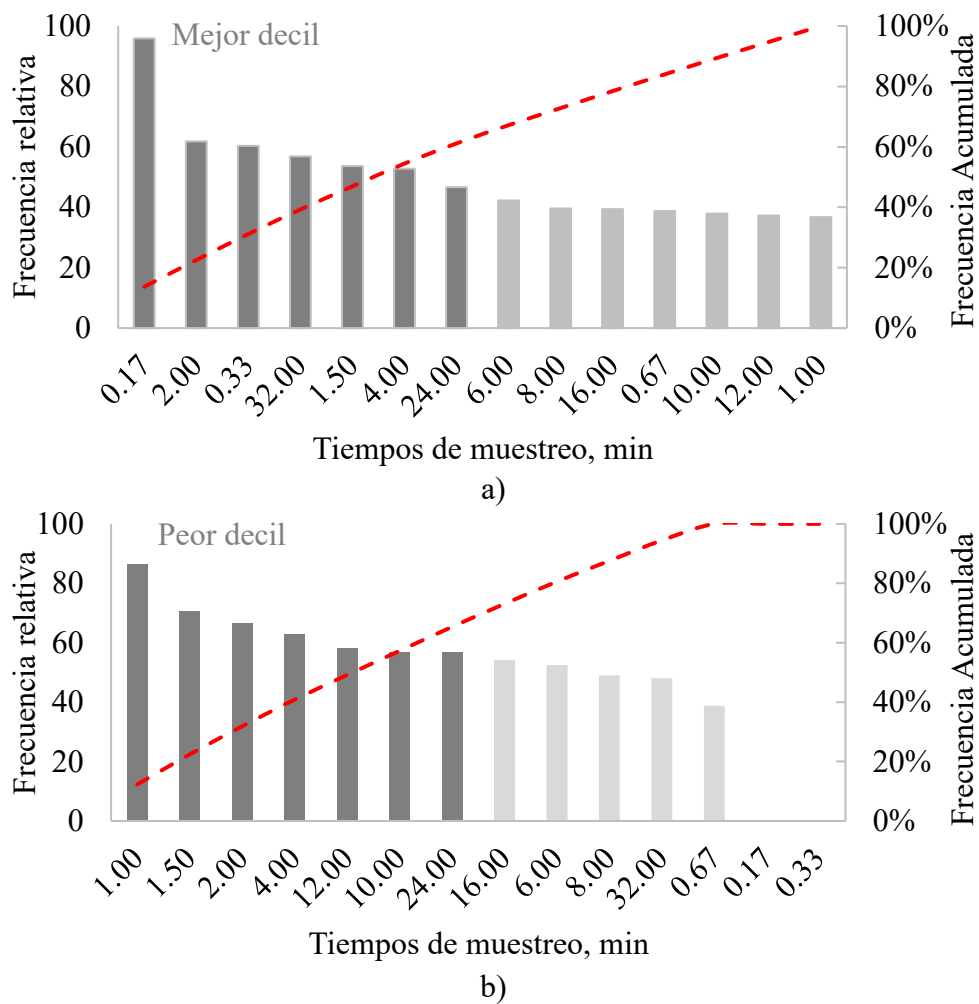 Mejor decil
Frecuencia relativa
100
80
60
40
20
0
100%
80%
60%
40%
20%
0%
Frecuencia Acumulada
0.17 2.00 0.33 32.00 1.50 4.00 24.00 6.00 8.00 16.00 0.67 10.00 12.00 1.00
Tiempos de muestreo, min
a)
Peor decil
Frecuencia relativa
100
80
60
40
20
0
100%
80%
60%
40%
20%
0%
Frecuencia Acumulada
1.00 1.50 2.00 4.00 12.00 10.00 24.00 16.00 6.00 8.00 32.00 0.67 0.17 0.33
Tiempos de muestreo, min
b)